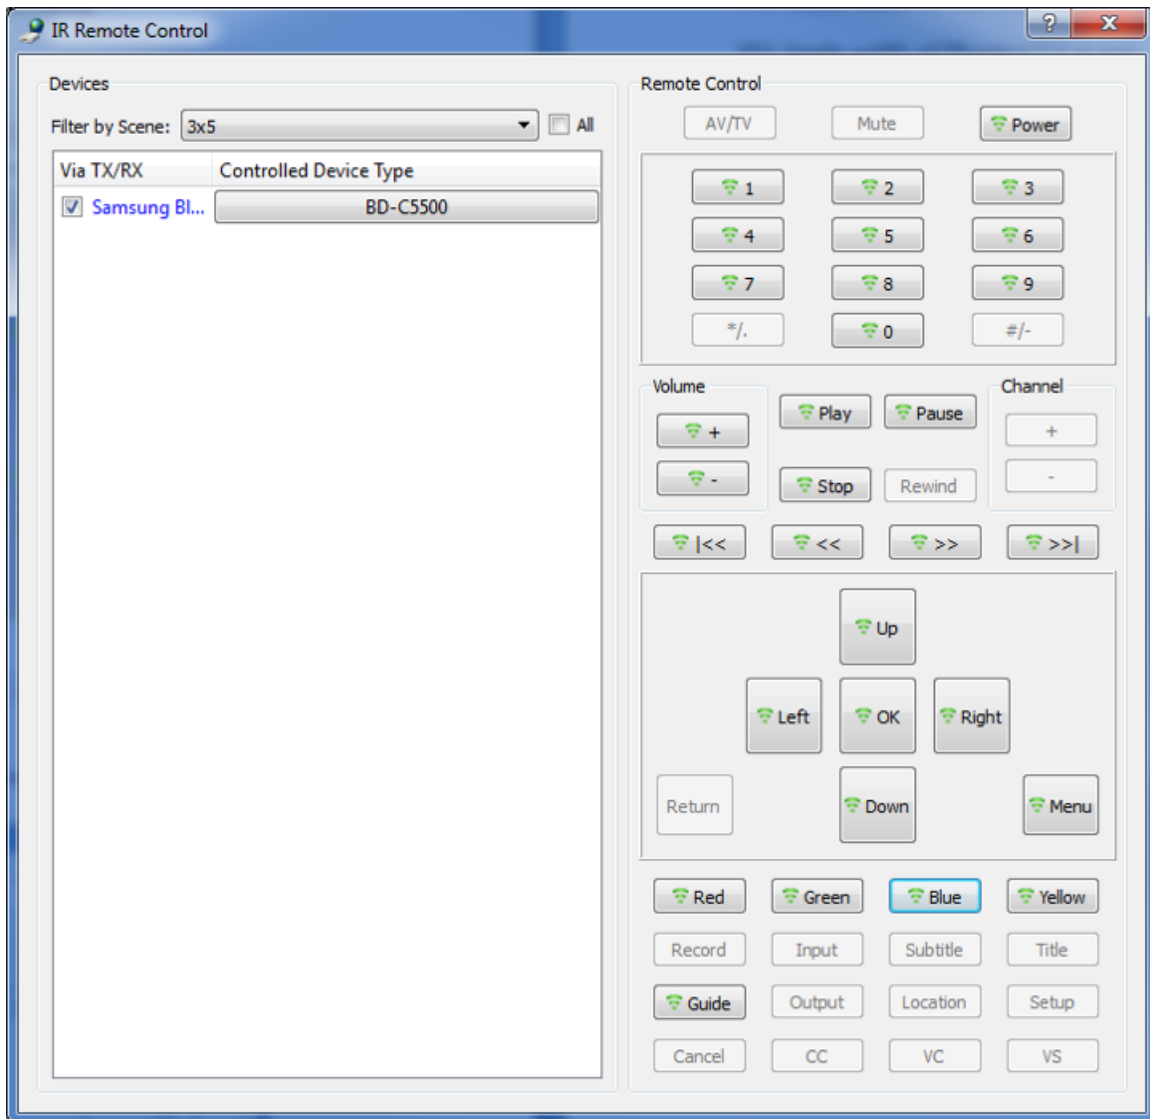 IR Remote Control
Devices
Filter by Scene: 3x5 All
Via TX/RX Controlled Device Type
Samsung Bl... BD-C5500
Remote Control
AV/TV Mute Power
1 2 3
4 5 6
7 8 9
*/. 0 #/-
Volume
+
-
Play Pause
Stop Rewind
Channel
+
-
|<< << >> >>|
Up
Left OK Right
Return Down Menu
Red Green Blue Yellow
Record Input Subtitle Title
Guide Output Location Setup
Cancel CC VC VS